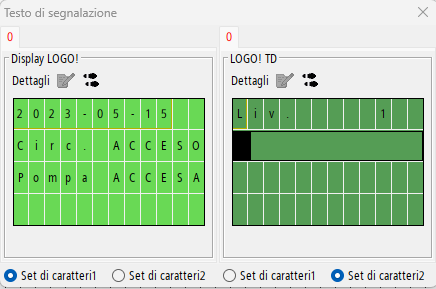 Testo di segnalazione
0
0
Display LOGO!
LOGO! TD
Dettagli
Dettagli
2023-05-15
Circ. ACCESO
Pompa ACCESA
Liv. 1
Set di caratteri1
Set di caratteri2
Set di caratteri1
Set di caratteri2